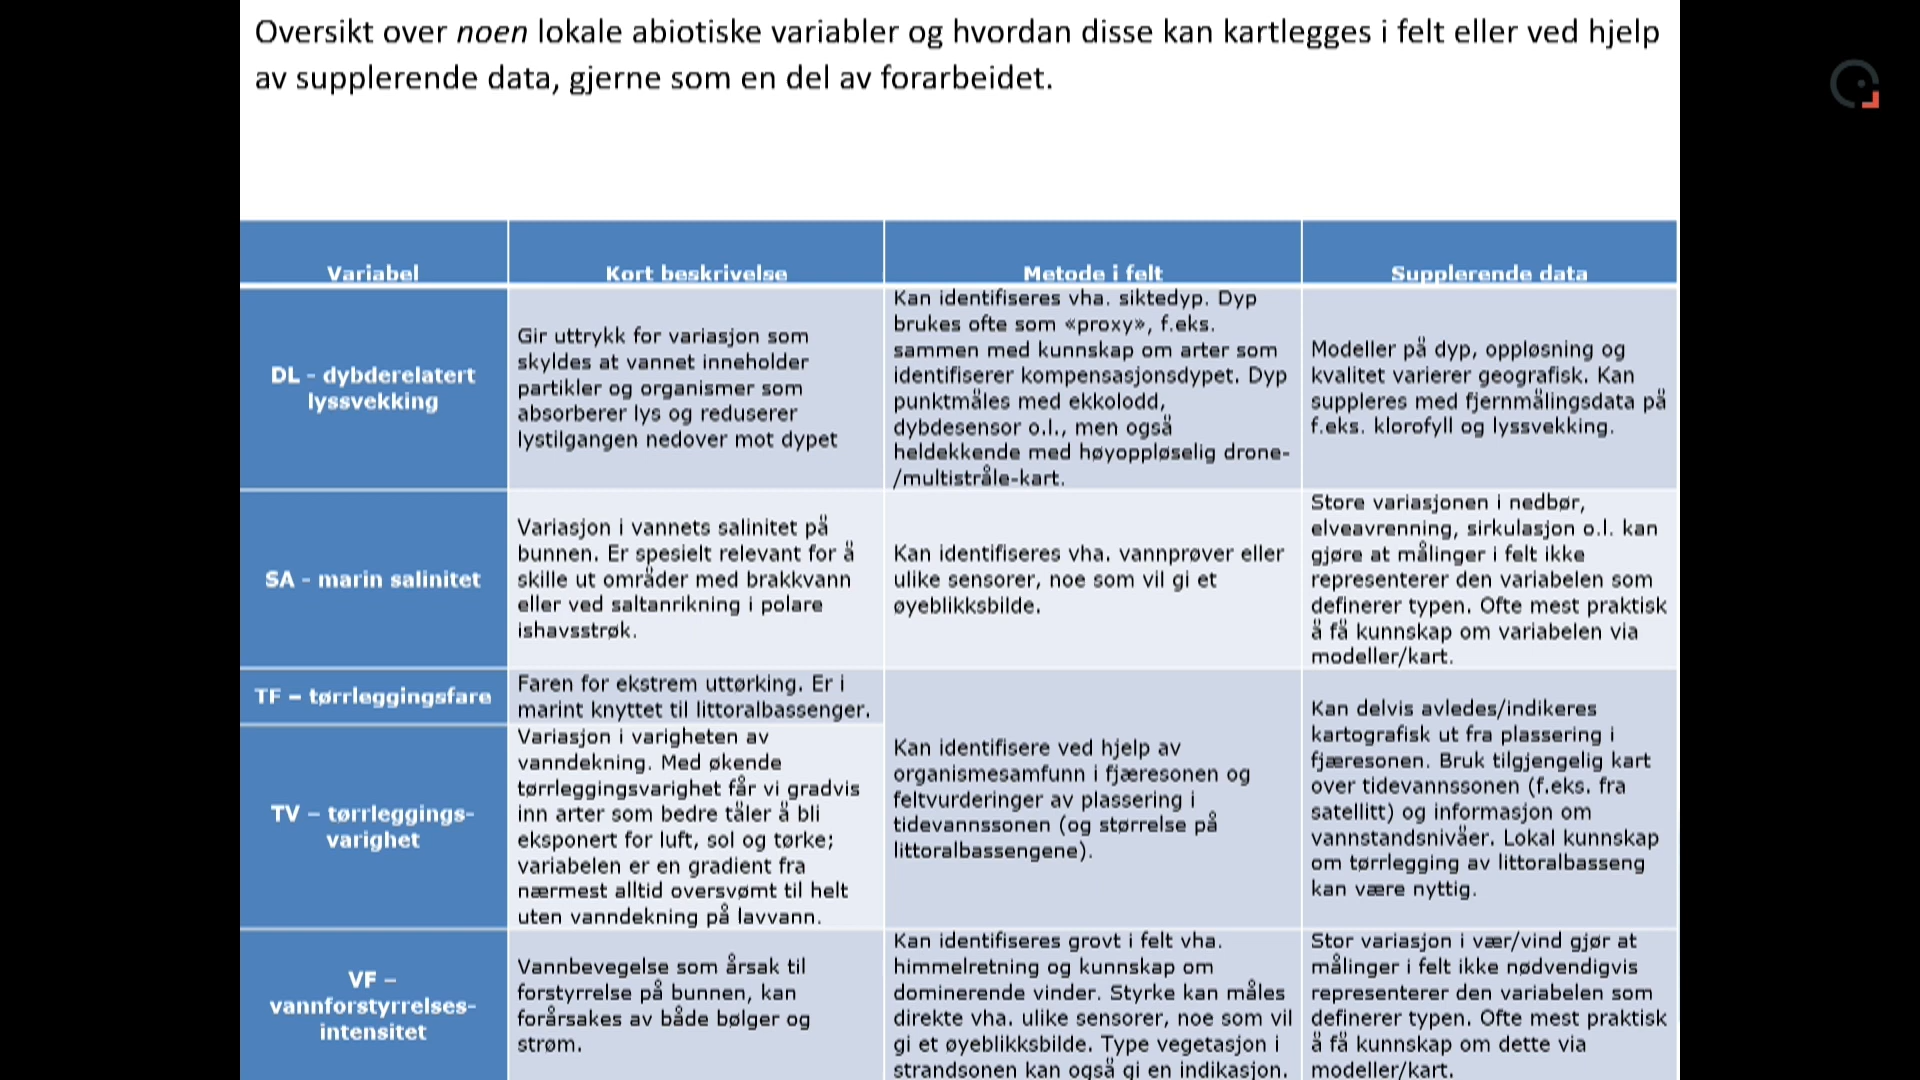 Oversikt over noen lokale abiotiske variabler og hvordan disse kan kartlegges i felt eller ved hjelp
av supplerende data, gjerne som en del av forarbeidet.
Variabel
Kort beskrivelse
Metode i felt
Supplerende data
DL - dybderelatert
lyssvekking
Gir uttrykk for variasjon som
skyldes at vannet inneholder
partikler og organismer som
absorberer lys og reduserer
lystilgangen nedover mot dypet
Kan identifiseres vha. siktedyp. Dyp
brukes ofte som «proxy», f.eks.
sammen med kunnskap om arter som
identifiserer kompensasjonsdypet. Dyp
punktmåles med ekkolodd,
dybdesensor o.l., men også
heldekkende med høyoppløselig drone-
/multistråle-kart.
Modeller på dyp, oppløsning og
kvalitet varierer geografisk. Kan
suppleres med fjernmålingsdata på
f.eks. klorofyll og lyssvekking.
SA - marin salinitet
Variasjon i vannets salinitet på
bunnen. Er spesielt relevant for å
skille ut områder med brakkvann
eller ved saltanrikning i polare
ishavsstrøk.
Kan identifiseres vha. vannprøver eller
ulike sensorer, noe som vil gi et
øyeblikksbilde.
Store variasjonen i nedbør,
elveavrenning, sirkulasjon o.l. kan
gjøre at målinger i felt ikke
representerer den variabelen som
definerer typen. Ofte mest praktisk
å få kunnskap om variabelen via
modeller/kart.
TF – tørrleggingsfare
Faren for ekstrem uttørking. Er i
marint knyttet til littoralbassenger.
TV – tørrleggings-
varighet
Variasjon i varigheten av
vanndekning. Med økende
tørrleggingsvarighet får vi gradvis
inn arter som bedre tåler å bli
eksponert for luft, sol og tørke;
variabelen er en gradient fra
nærmest alltid oversvømt til helt
uten vanndekning på lavvann.
Kan identifisere ved hjelp av
organismesamfunn i fjæresonen og
feltvurderinger av plassering i
tidevannssonen (og størrelse på
littoralbassengene).
Kan delvis avledes/indikeres
kartografisk ut fra plassering i
fjæresonen. Bruk tilgjengelig kart
over tidevannssonen (f.eks. fra
satellitt) og informasjon om
vannstandsnivåer. Lokal kunnskap
om tørrlegging av littoralbasseng
kan være nyttig.
VF –
vannforstyrrelses-
intensitet
Vannbevegelse som årsak til
forstyrrelse på bunnen, kan
forårsakes av både bølger og
strøm.
Kan identifiseres grovt i felt vha.
himmelretning og kunnskap om
dominerende vinder. Styrke kan måles
direkte vha. ulike sensorer, noe som vil
gi et øyeblikksbilde. Type vegetasjon i
strandsonen kan også gi en indikasjon.
Stor variasjon i vær/vind gjør at
målinger i felt ikke nødvendigvis
representerer den variabelen som
definerer typen. Ofte mest praktisk
å få kunnskap om dette via
modeller/kart.